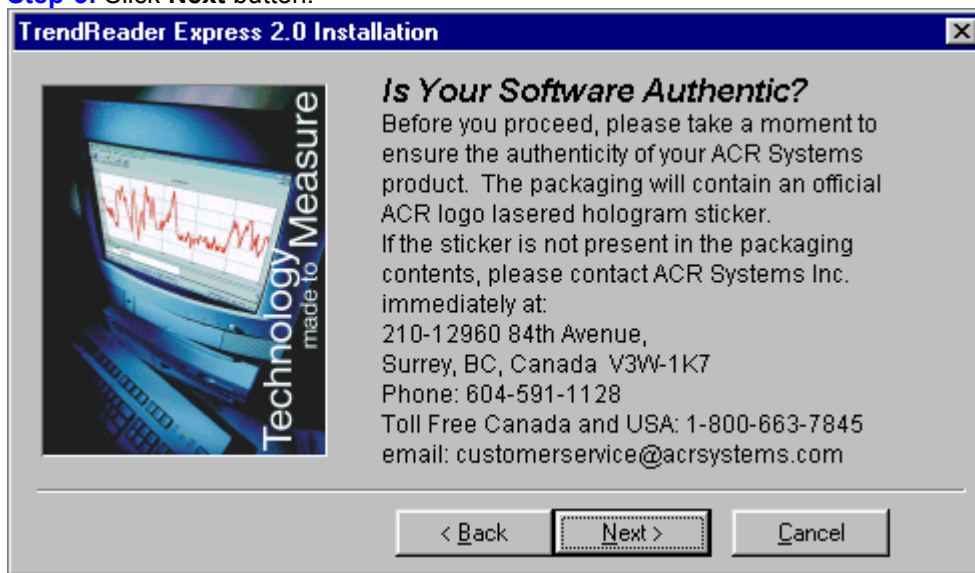 Click Next button.
TrendReader Express 2.0 Installation
Technology
made to Measure
Is Your Software Authentic?
Before you proceed, please take a moment to
ensure the authenticity of your ACR Systems
product.  The packaging will contain an official
ACR logo lasered hologram sticker.
If the sticker is not present in the packaging
contents, please contact ACR Systems Inc.
immediately at:
210-12960 84th Avenue,
Surrey, BC, Canada  V3W-1K7
Phone: 604-591-1128
Toll Free Canada and USA: 1-800-663-7845
email: customerservice@acrsystems.com
< Back
Next >
Cancel